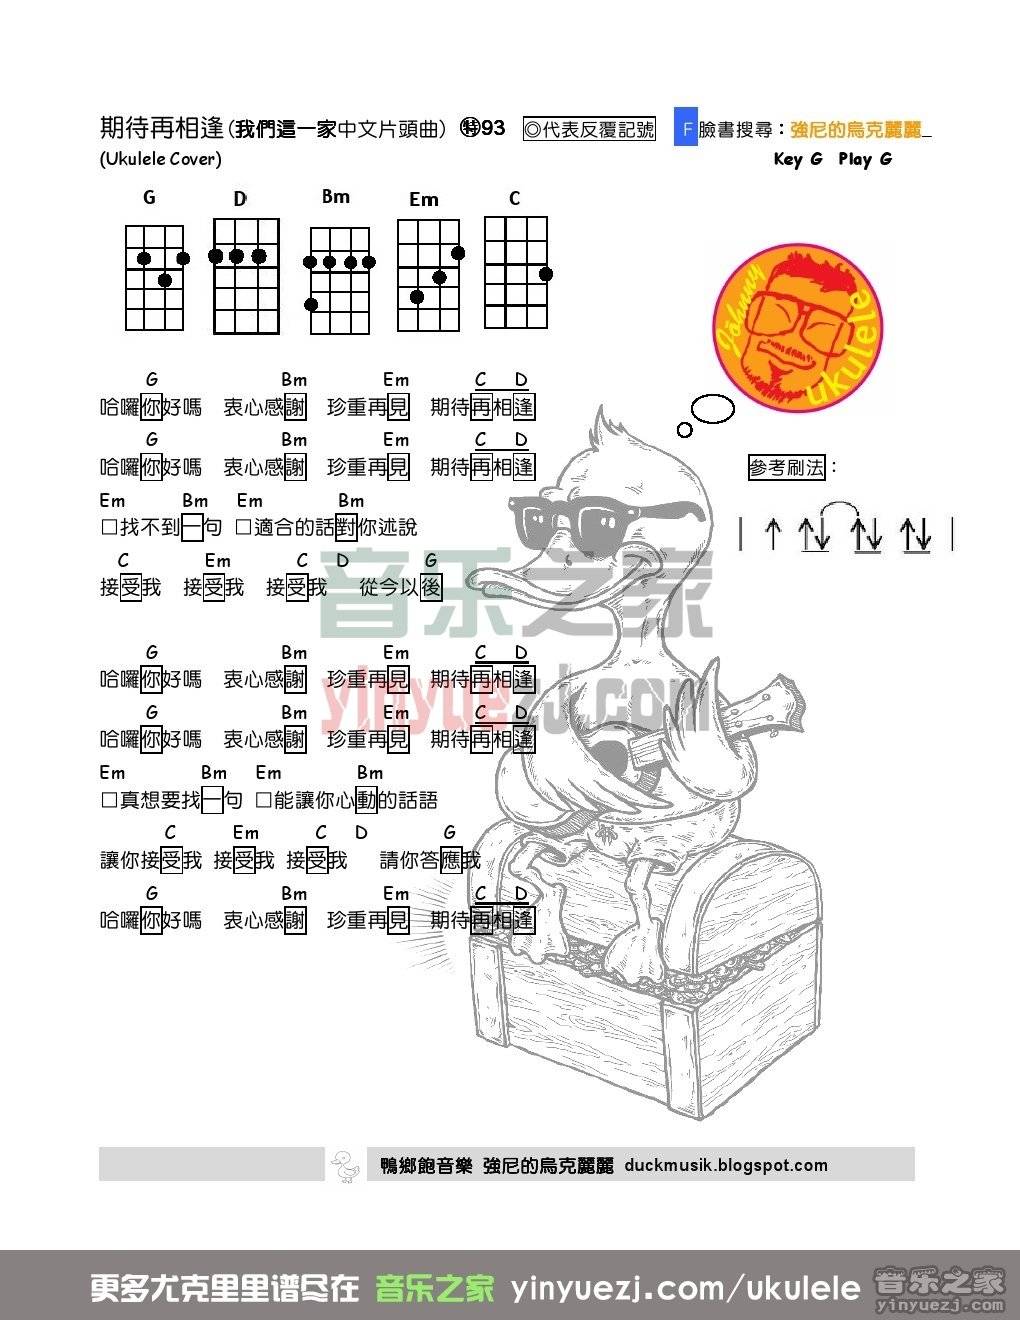 期待再相逢(我們這一家中文片頭曲) ㊕93 ◎代表反覆記號 F 臉書搜尋：強尼的烏克麗麗_
(Ukulele Cover) Key G Play G
G D Bm Em C
Jöhnny
ukulele
G Bm Em C D
哈囉你好嗎 衷心感謝 珍重再見 期待再相逢
G Bm Em C D
哈囉你好嗎 衷心感謝 珍重再見 期待再相逢
參考刷法：
Em Bm Em Bm
□找不到一句 □適合的話對你述說
C Em C D G
接受我 接受我 接受我 從今以後
音乐之家
G Bm Em C D
哈囉你好嗎 衷心感謝 珍重再見 期待再相逢
yinyuezj.com
G Bm Em C D
哈囉你好嗎 衷心感謝 珍重再見 期待再相逢
Em Bm Em Bm
□真想要找一句 □能讓你心動的話語
C Em C D G
讓你接受我 接受我 接受我 請你答應我
G Bm Em C D
哈囉你好嗎 衷心感謝 珍重再見 期待再相逢
鴨鄉飽音樂 強尼的烏克麗麗 duckmusik.blogspot.com
更多尤克里里谱尽在 音乐之家 yinyuezj.com/ukulele
音乐之家
yinyuezj.com